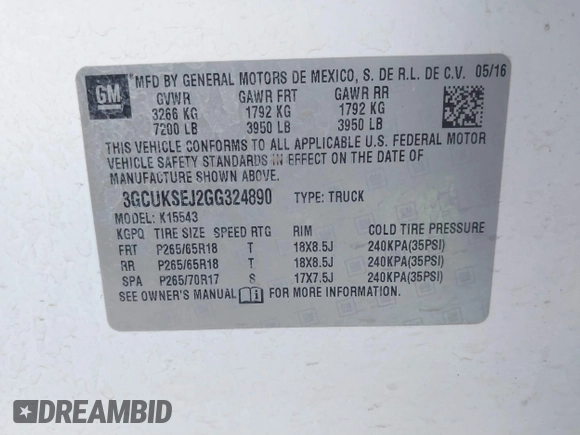 GM
MFD BY GENERAL MOTORS DE MEXICO, S. DE R.L. DE C.V. 05/16
GVWR GAWR FRT GAWR RR
3266 KG 1792 KG 1792 KG
7200 LB 3950 LB 3950 LB
THIS VEHICLE CONFORMS TO ALL APPLICABLE U.S. FEDERAL MOTOR
VEHICLE SAFETY STANDARDS IN EFFECT ON THE DATE OF
MANUFACTURE SHOWN ABOVE.
3GCUKSEJ2GG324890 TYPE: TRUCK
MODEL: K15543
KGPQ TIRE SIZE SPEED RTG RIM COLD TIRE PRESSURE
FRT P265/65R18 T 18X8.5J 240KPA(35PSI)
RR P265/65R18 T 18X8.5J 240KPA(35PSI)
SPA P265/70R17 S 17X7.5J 240KPA(35PSI)
SEE OWNER'S MANUAL FOR MORE INFORMATION.
DREAMBID